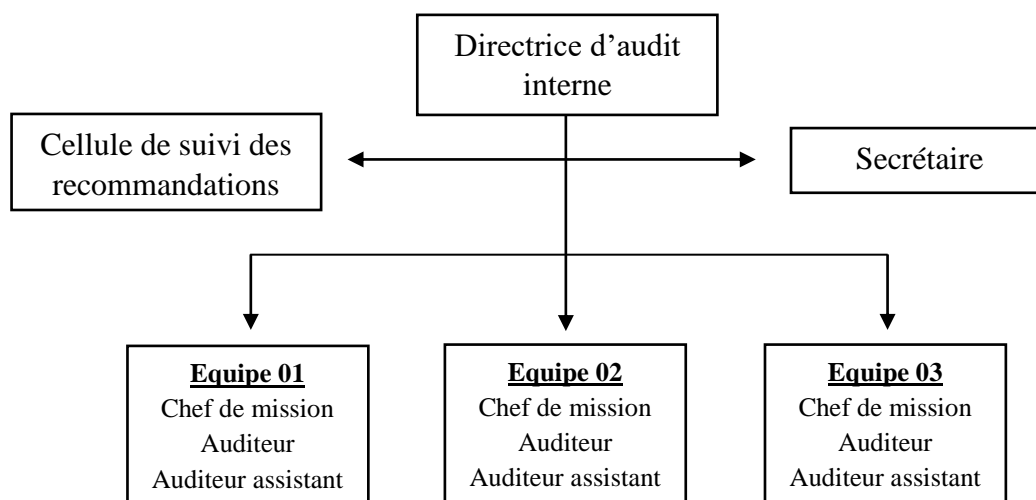 Directrice d’audit
interne
Cellule de suivi des
recommandations
Secrétaire
Equipe 01
Chef de mission
Auditeur
Auditeur assistant
Equipe 02
Chef de mission
Auditeur
Auditeur assistant
Equipe 03
Chef de mission
Auditeur
Auditeur assistant